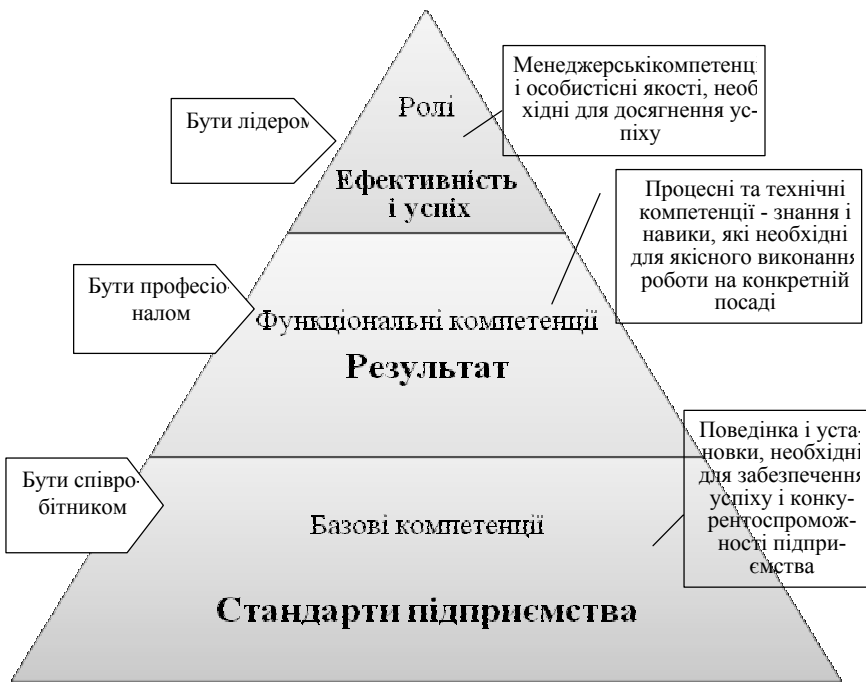 Менеджерськікомпетенц
і особистісні якості, необ
хідні для досягнення ус-
піху
Ролі
Бути лідером
Ефективність
і успіх
Процесні та технічні
компетенції - знання і
навики, які необхідні
для якісного виконання
роботи на конкретній
посаді
Бути професіо-
налом
Функціональні компетенції
Результат
Поведінка і уста-
новки, необхідні
для забезпечення
успіху і конку-
рентоспромож-
ності підпри-
ємства
Бути співро-
бітником
Базові компетенції
Стандарти підприємства